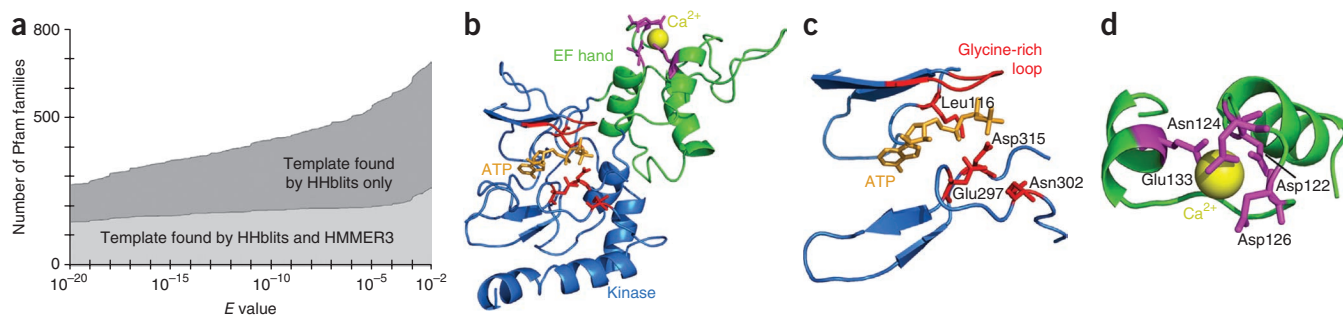 a
Number of Pfam families
800
500
200
0
Template found
by HHblits only
Template found by HHblits and HMMER3
10−20
10−15
10−10
10−5
10−2
E value
b
Ca2+
EF hand
ATP
Kinase
c
Glycine-rich
loop
Leu116
Asp315
ATP
Glu297
Asn302
d
Asn124
Glu133
Ca2+
Asp122
Asp126